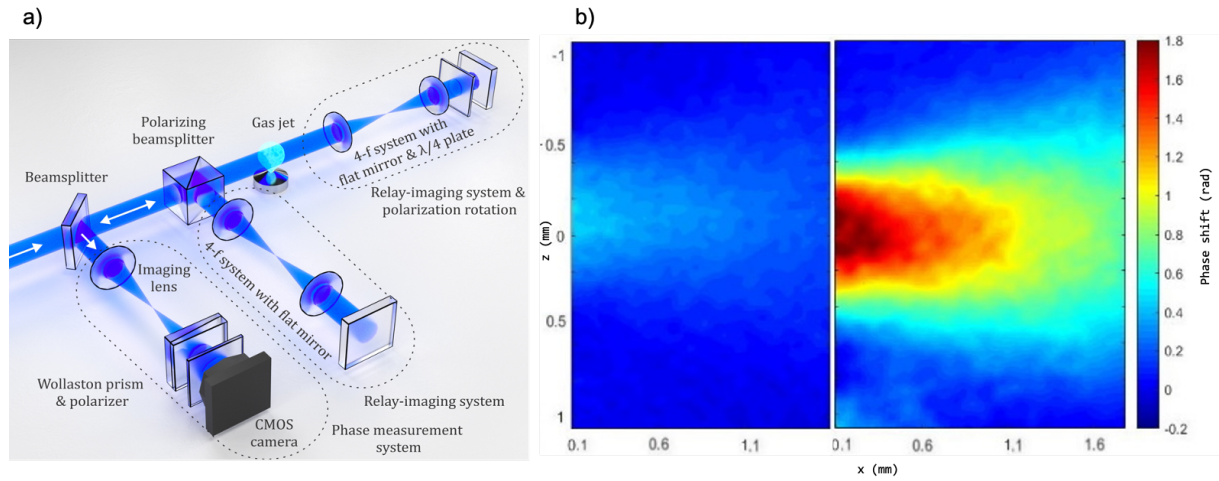 a)
b)
Polarizing
beamsplitter
Gas jet
Beamsplitter
4-f system with
flat mirror & λ/4 plate
Relay-imaging system &
polarization rotation
Imaging
lens
4-f system with flat mirror
Wollaston prism
& polarizer
CMOS
camera
Relay-imaging system
Phase measurement
system
-1
-0.5
0
0.5
1
z (mm)
0.1
0.6
1.1
0.1
0.6
1.1
1.6
x (mm)
1.8
1.6
1.4
1.2
1
0.8
0.6
0.4
0.2
0
-0.2
Phase shift (rad)